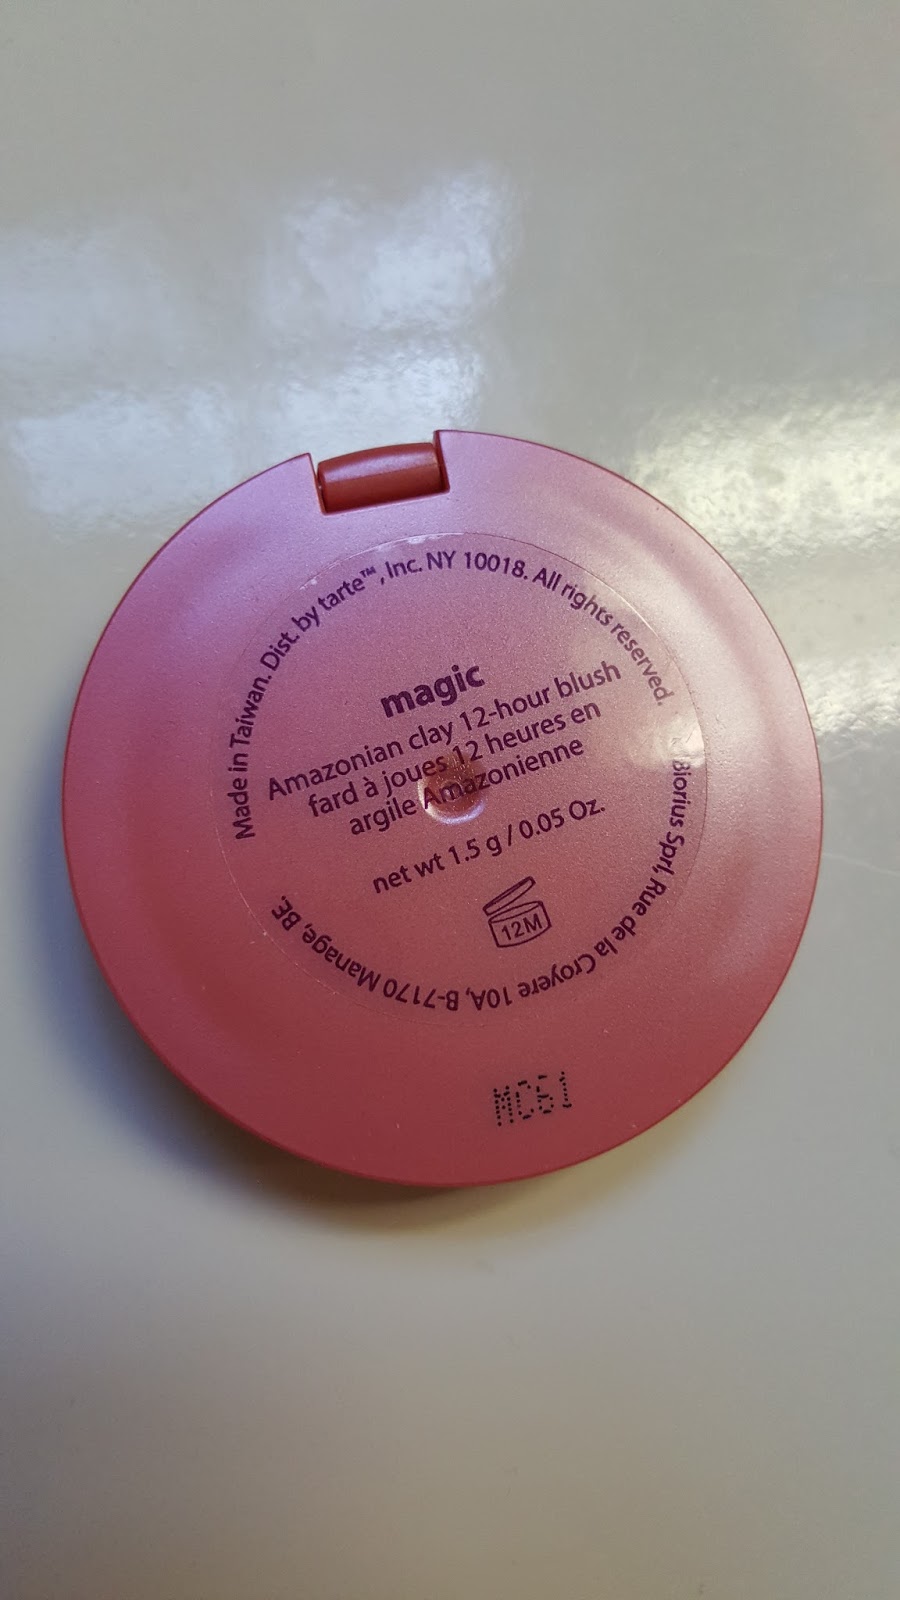 Made in Taiwan. Dist. by tarte™, Inc. NY 10018. All rights reserved.
magic
Amazonian clay 12-hour blush
fard à joues 12 heures en
argile Amazonienne
net wt 1.5 g / 0.05 Oz.
12M
Biorius Sprl, Rue de la Croyere 10A, B-7170 Manage, BE.
MC61